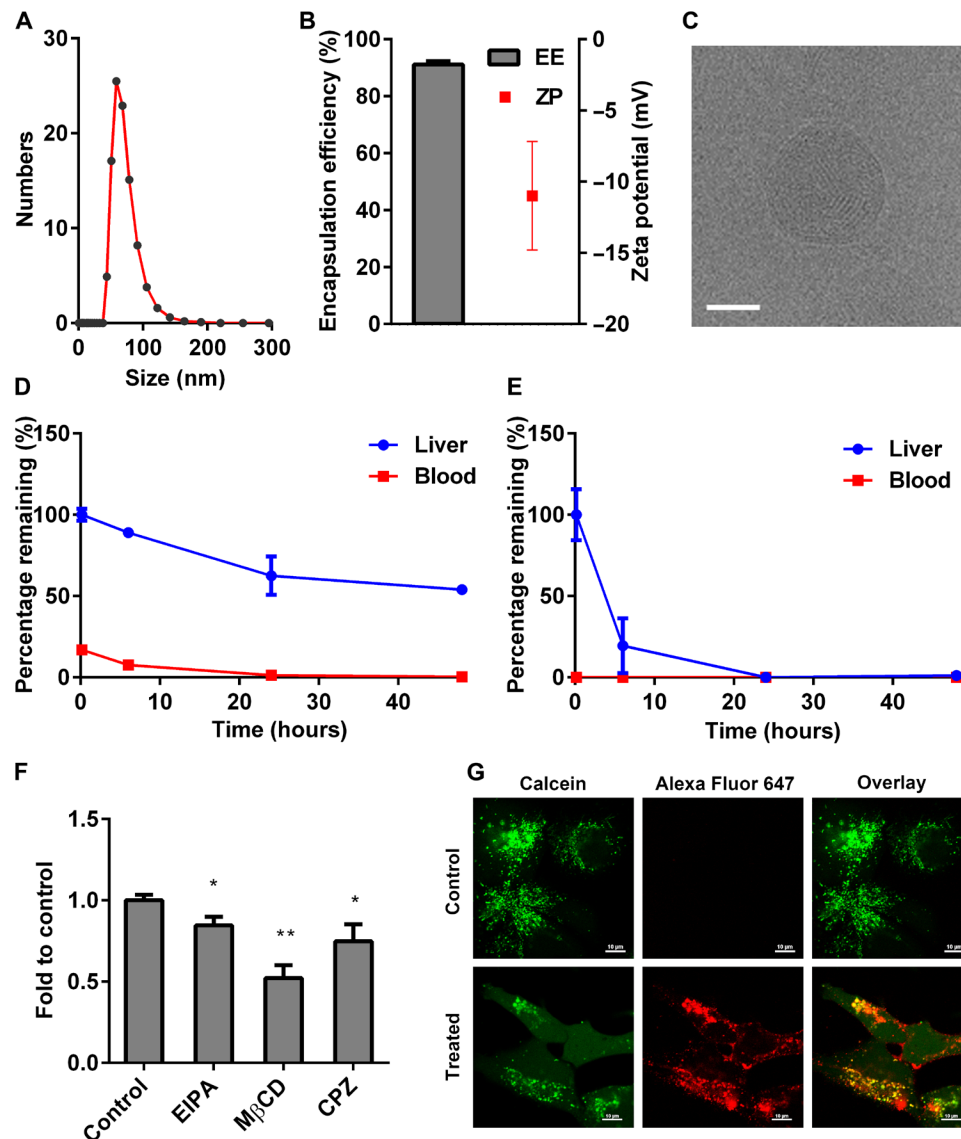 A
Numbers
30
20
10
0
0
100
200
300
Size (nm)
B
Encapsulation efficiency (%)
100
80
60
40
20
0
EE
ZP
0
–5
–10
–15
–20
Zeta potential (mV)
C
D
Percentage remaining (%)
150
100
50
0
Liver
Blood
0
10
20
30
40
Time (hours)
E
Percentage remaining (%)
150
100
50
0
Liver
Blood
0
10
20
30
40
Time (hours)
F
Fold to control
1.5
1.0
0.5
0.0
*
**
*
Control
EIPA
MβCD
CPZ
G
Calcein
Alexa Fluor 647
Overlay
Control
10 µm
10 µm
10 µm
Treated
10 µm
10 µm
10 µm